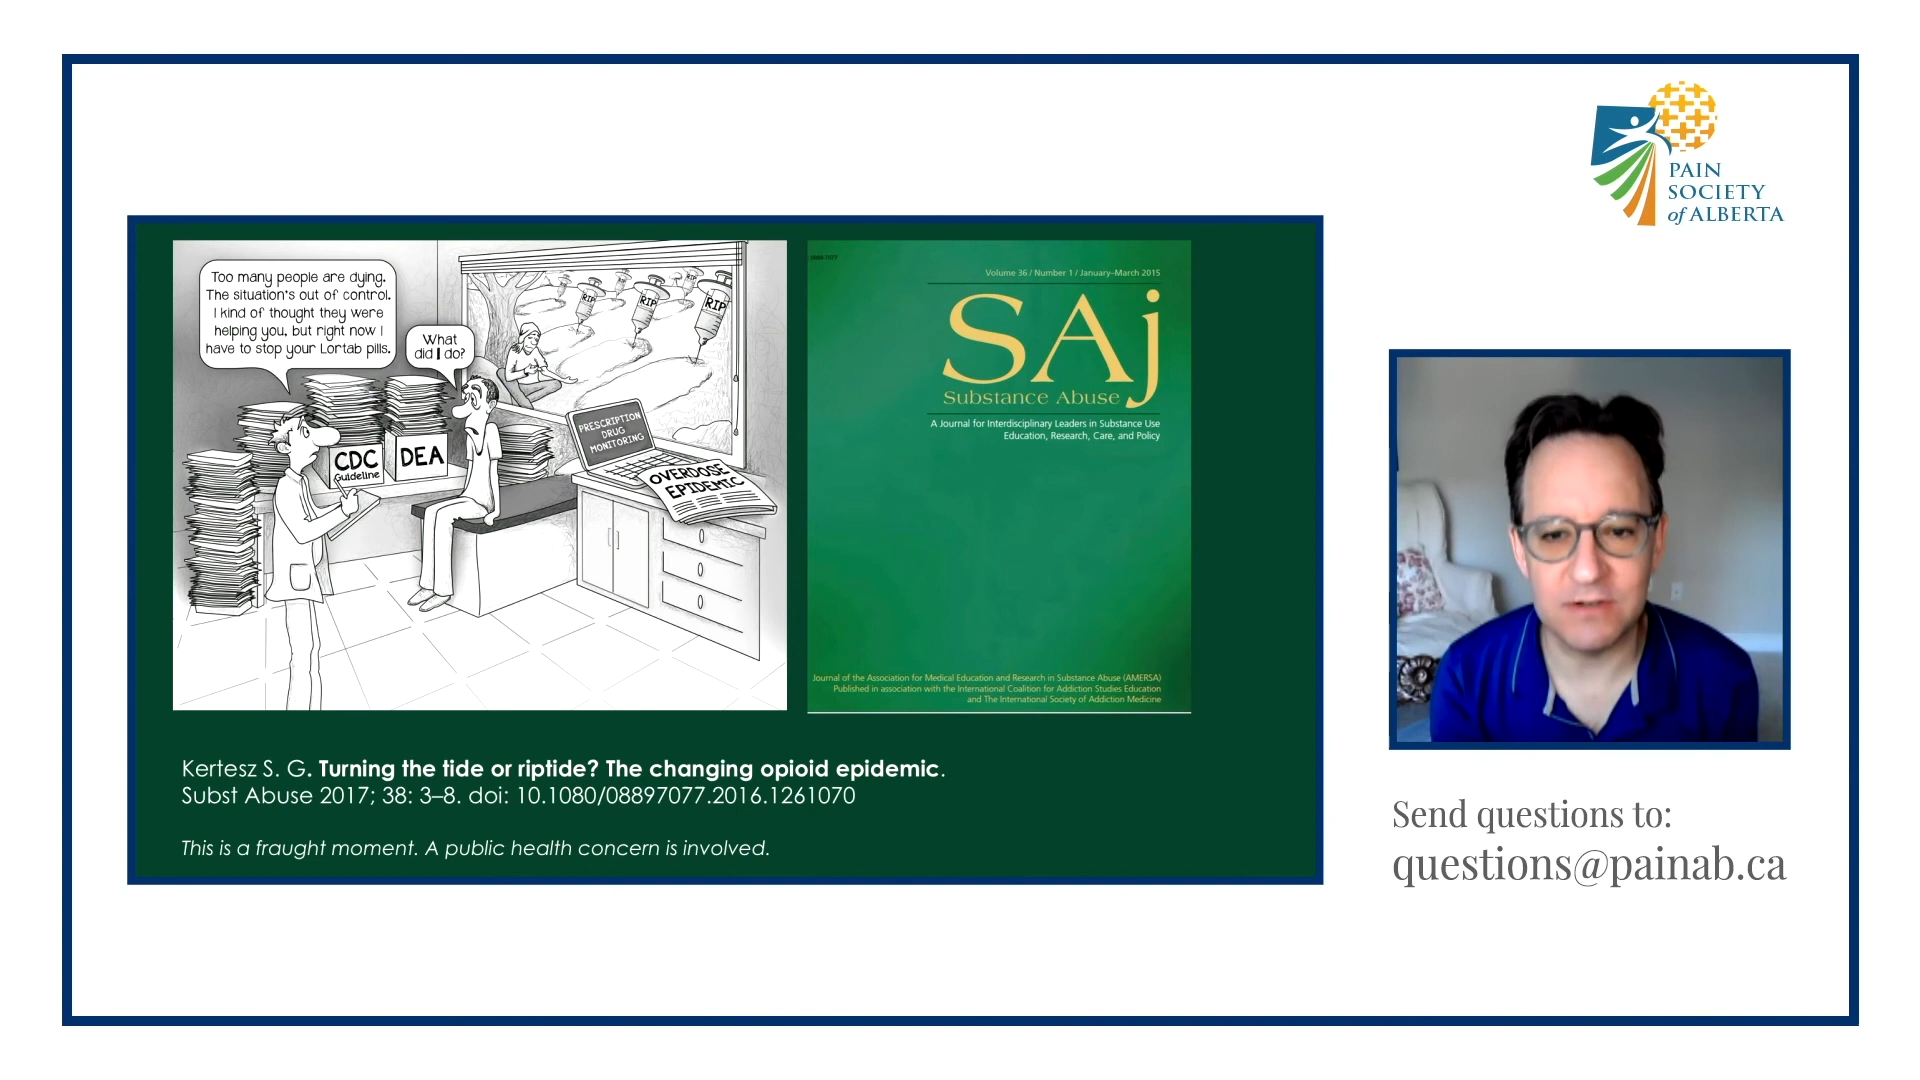 PAIN
SOCIETY
of ALBERTA
Too many people are dying.
The situation's out of control.
I kind of thought they were
helping you, but right now I
have to stop your Lortab pills.
What
did I do?
RIP
RIP
RIP
RIP
CDC
Guideline
DEA
PRESCRIPTION
DRUG
MONITORING
OVERDOSE
EPIDEMIC
Volume 36 / Number 1 / January–March 2015
SAj
Substance Abuse
A Journal for Interdisciplinary Leaders in Substance Use
Education, Research, Care, and Policy
Journal of the Association for Medical Education and Research in Substance Abuse (AMERSA)
Published in association with the International Coalition for Addiction Studies Education
and The International Society of Addiction Medicine
Kertesz S. G. Turning the tide or riptide? The changing opioid epidemic.
Subst Abuse 2017; 38: 3–8. doi: 10.1080/08897077.2016.1261070
This is a fraught moment. A public health concern is involved.
Send questions to:
questions@painab.ca